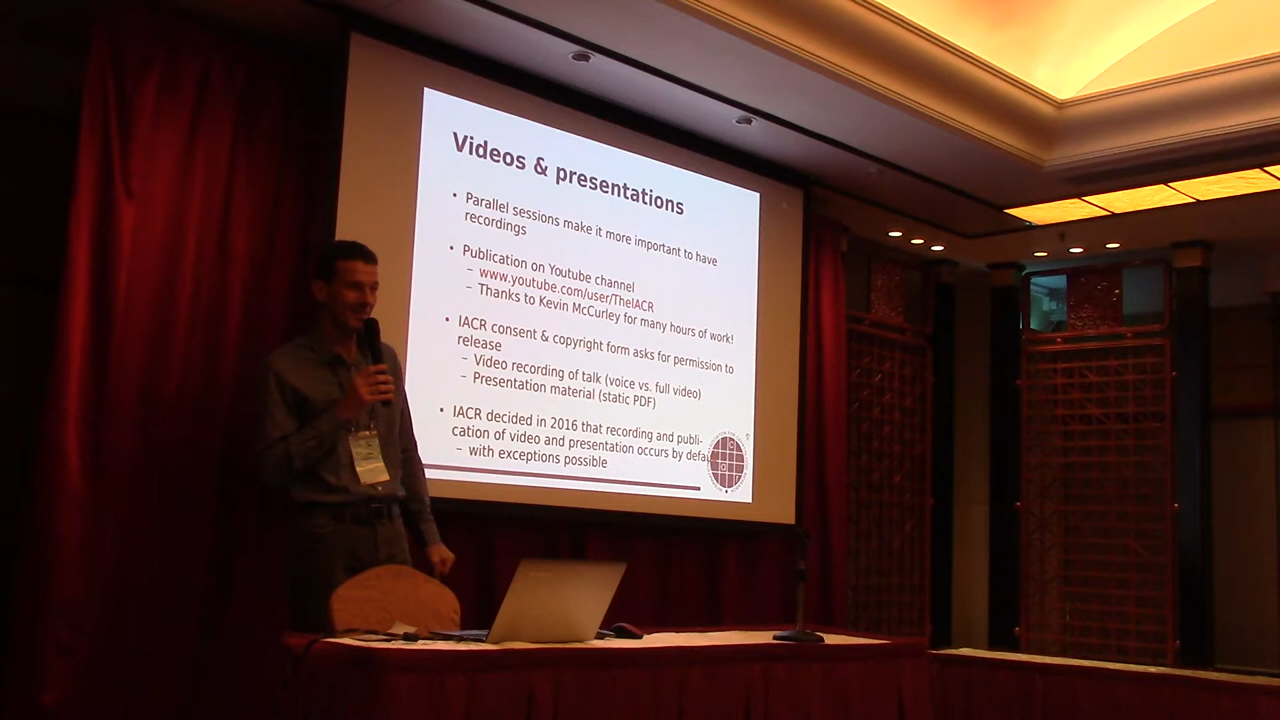 Videos & presentations
• Parallel sessions make it more important to have
recordings
• Publication on Youtube channel
– www.youtube.com/user/TheIACR
– Thanks to Kevin McCurley for many hours of work!
• IACR consent & copyright form asks for permission to
release
– Video recording of talk (voice vs. full video)
– Presentation material (static PDF)
• IACR decided in 2016 that recording and publi-
cation of video and presentation occurs by defa
– with exceptions possible